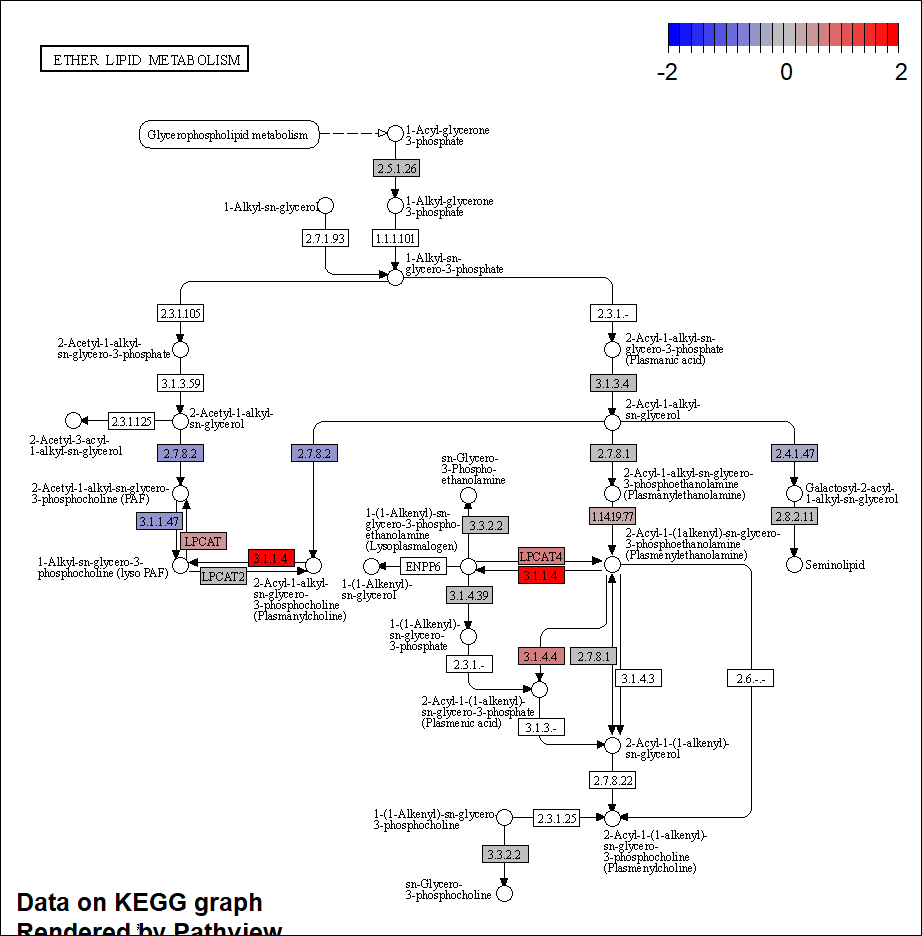 ETHER LIPID METABOLISM
-2
0
2
Glycerophospholipid metabolism
1-Acyl-glycerone
3-phosphate
2.5.1.26
1-Alkyl-sn-glycerol
1-Alkyl-glycerone
3-phosphate
2.7.1.93
1.1.1.101
1-Alkyl-sn-
glycero-3-phosphate
2.3.1.105
2.3.1.-
2-Acetyl-1-alkyl-
sn-glycero-3-phosphate
2-Acyl-1-alkyl-sn-
glycero-3-phosphate
(Plasmanic acid)
3.1.3.59
3.1.3.4
2.3.1.125
2-Acetyl-1-alkyl-
sn-glycerol
2-Acyl-1-alkyl-
sn-glycerol
2-Acetyl-3-acyl-
1-alkyl-sn-glycerol
2.7.8.2
2.7.8.2
2.7.8.1
2.4.1.47
sn-Glycero-
3-Phospho-
ethanolamine
2-Acetyl-1-alkyl-sn-glycero-
3-phosphocholine (PAF)
2-Acyl-1-alkyl-sn-glycero-
3-phosphoethanolamine
(Plasmanylethanolamine)
Galactosyl-2-acyl-
1-alkyl-sn-glycerol
3.1.1.47
1-(1-Alkenyl)-sn-
glycero-3-phospho-
ethanolamine
(Lysoplasmalogen)
3.3.2.2
1.14.19.77
2.8.2.11
LPCAT
2-Acyl-1-(1alkenyl)-sn-glycero-
3-phosphoethanolamine
(Plasmenylethanolamine)
1-Alkyl-sn-glycero-3-
phosphocholine (lyso PAF)
3.1.1.4
LPCAT2
2-Acyl-1-alkyl-
sn-glycero-
3-phosphocholine
(Plasmanylcholine)
ENPP6
LPCAT4
3.1.1.4
Seminolipid
1-(1-Alkenyl)-
sn-glycerol
3.1.4.39
1-(1-Alkenyl)-
sn-glycero-
3-phosphate
2.3.1.-
3.1.4.4
2.7.8.1
3.1.4.3
2.6.-.-
2-Acyl-1-(1-alkenyl)-
sn-glycero-3-phosphate
(Plasmenic acid)
3.1.3.-
2-Acyl-1-(1-alkenyl)-
sn-glycerol
2.7.8.22
1-(1-Alkenyl)-sn-glycero-
3-phosphocholine
2.3.1.25
2-Acyl-1-(1-alkenyl)-
sn-glycero-
3-phosphocholine
(Plasmenylcholine)
3.3.2.2
sn-Glycero-
3-phosphocholine
Data on KEGG graph
Rendered by Pathview